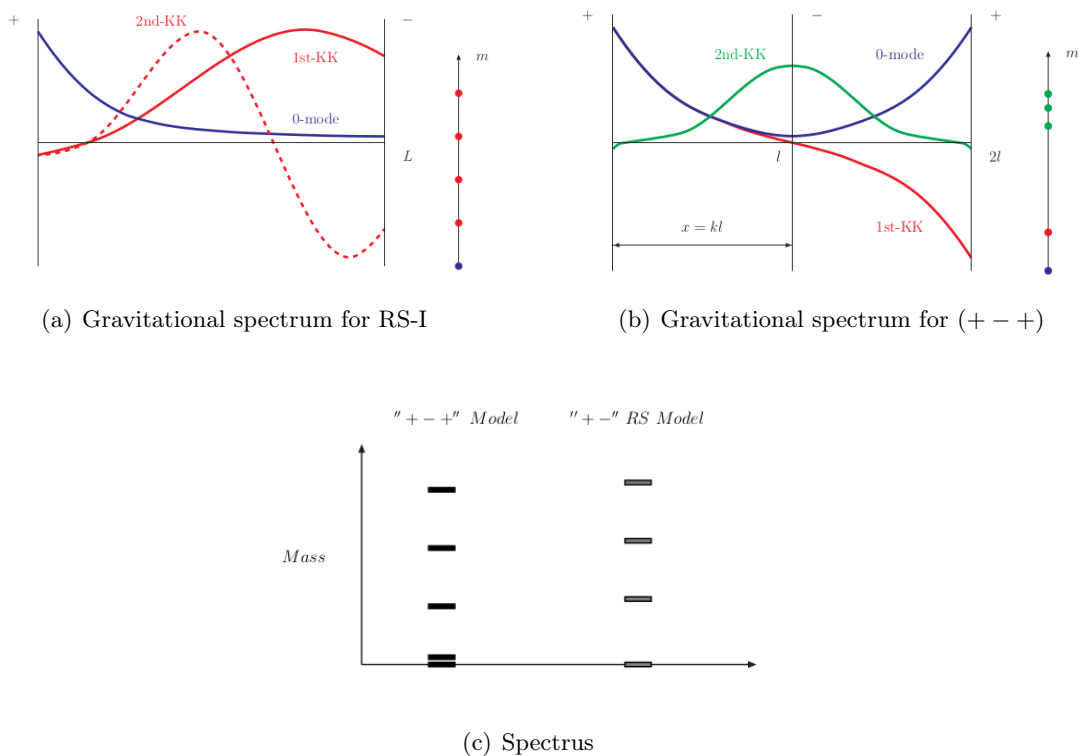 +
2nd-KK
−
1st-KK
m
0-mode
L
(a) Gravitational spectrum for RS-I
+
−
+
2nd-KK
0-mode
m
l
2l
x = kl
1st-KK
(b) Gravitational spectrum for (+ − +)
″ + − +″ Model
″ + −″ RS Model
Mass
(c) Spectrus